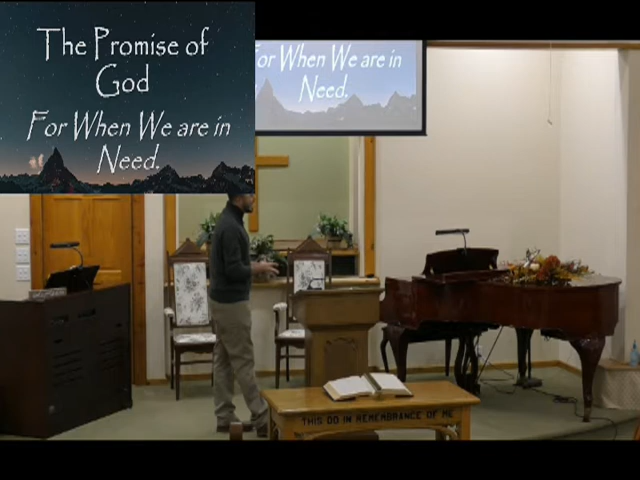 The Promise of
God
For When We are in
Need.
For When We are in
Need.
THIS DO IN REMEMBRANCE OF ME